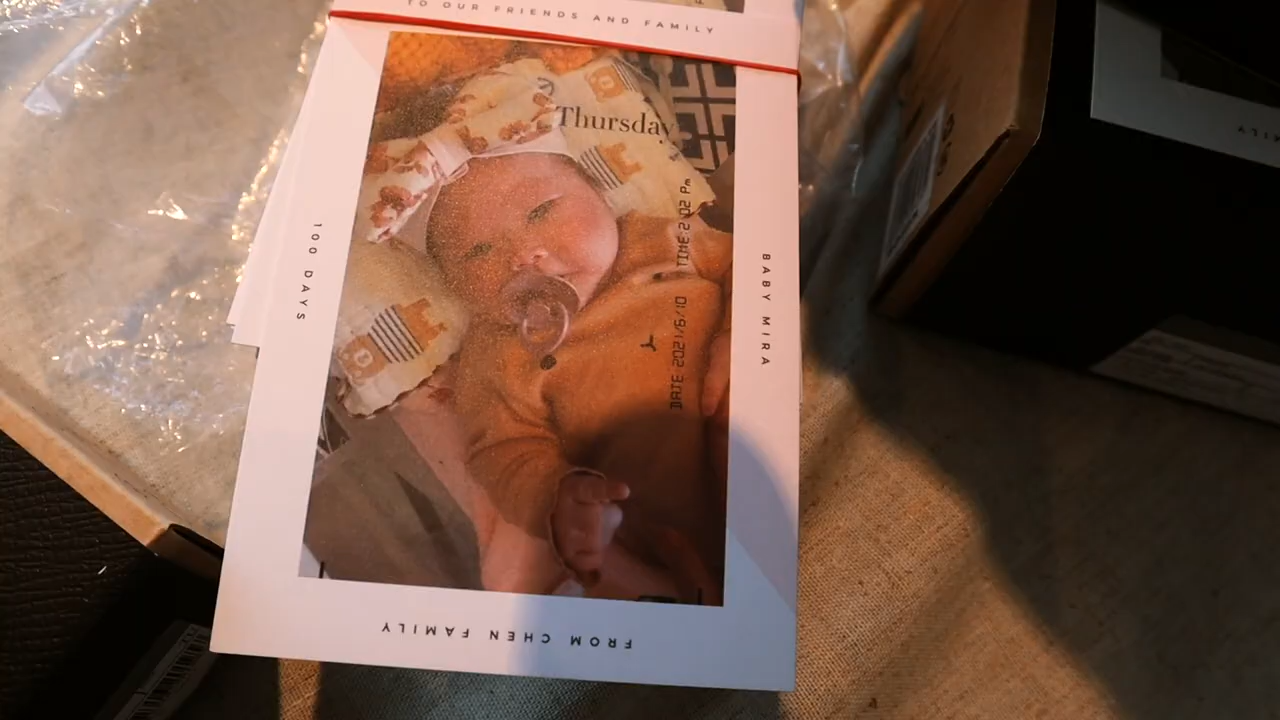 TO OUR FRIENDS AND FAMILY
Thursday
TIME:2:02 Pm
DATE 2021/6/10
100 DAYS
BABY MIRA
FROM CHEN FAMILY